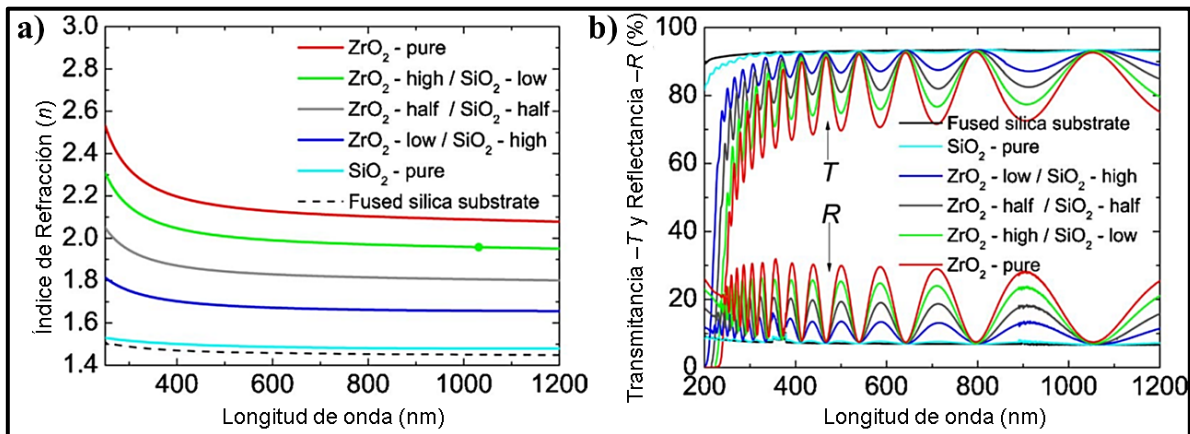 a)
Índice de Refracción (n)
3.0
2.8
2.6
2.4
2.2
2.0
1.8
1.6
1.4
ZrO₂ - pure
ZrO₂ - high / SiO₂ - low
ZrO₂ - half / SiO₂ - half
ZrO₂ - low / SiO₂ - high
SiO₂ - pure
Fused silica substrate
400 600 800 1000 1200
Longitud de onda (nm)
b)
Transmitancia –T y Reflectancia –R (%)
100
80
60
40
20
0
Fused silica substrate
SiO₂ - pure
ZrO₂ - low / SiO₂ - high
ZrO₂ - half / SiO₂ - half
ZrO₂ - high / SiO₂ - low
ZrO₂ - pure
T
R
200 400 600 800 1000 1200
Longitud de onda (nm)